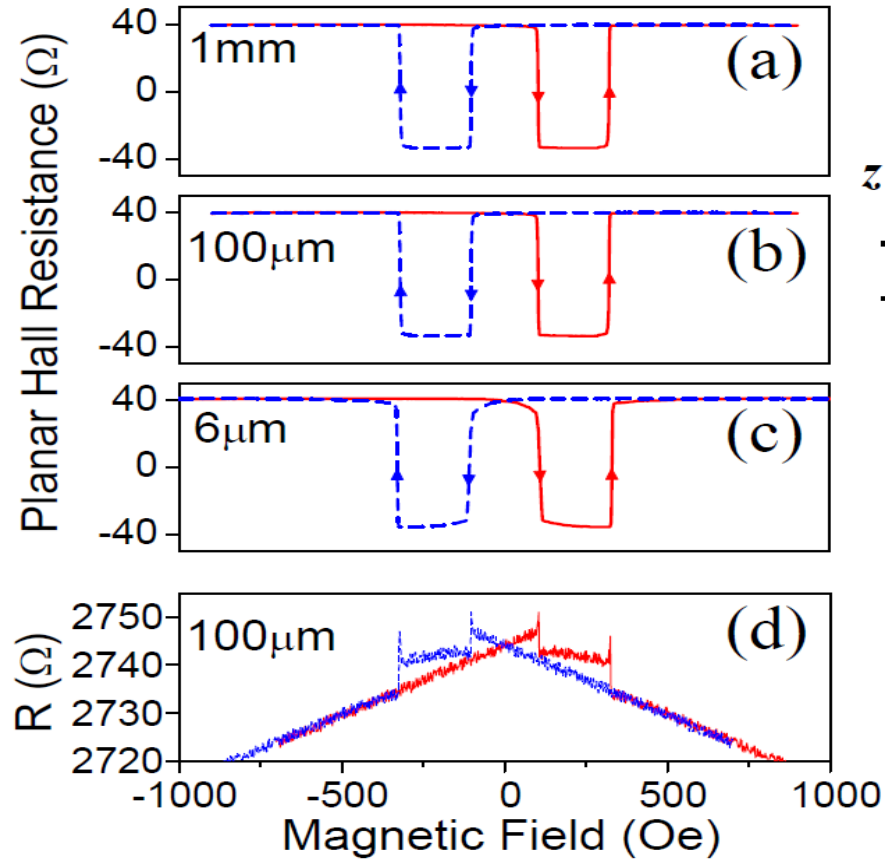 Planar Hall Resistance (Ω)
40
0
-40
1mm
(a)
z
40
0
-40
100μm
(b)
40
0
-40
6μm
(c)
R (Ω)
2750
2740
2730
2720
100μm
(d)
-1000 -500 0 500 1000
Magnetic Field (Oe)